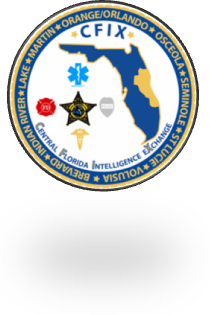 BREVARD ★ INDIAN RIVER ★ LAKE ★ MARTIN ★ ORANGE/ORLANDO ★ OSCEOLA ★ SEMINOLE ★ ST LUCIE ★ VOLUSIA ★
CFIX
CENTRAL FLORIDA INTELLIGENCE EXCHANGE